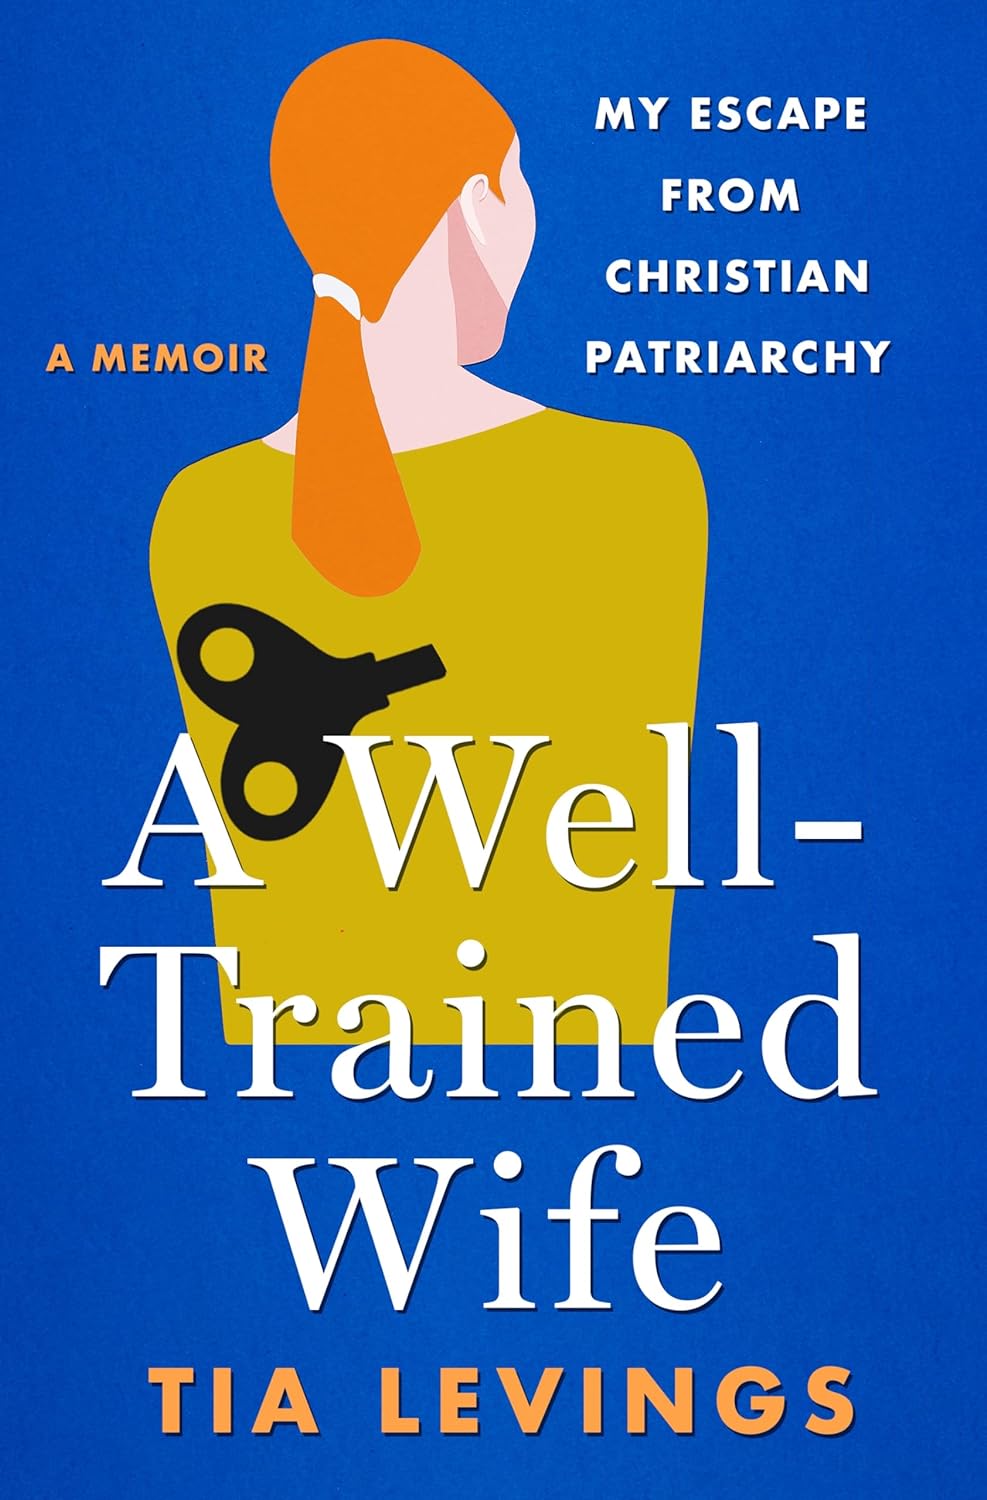 MY ESCAPE
FROM
CHRISTIAN
PATRIARCHY
A MEMOIR
A Well-
Trained
Wife
TIA LEVINGS